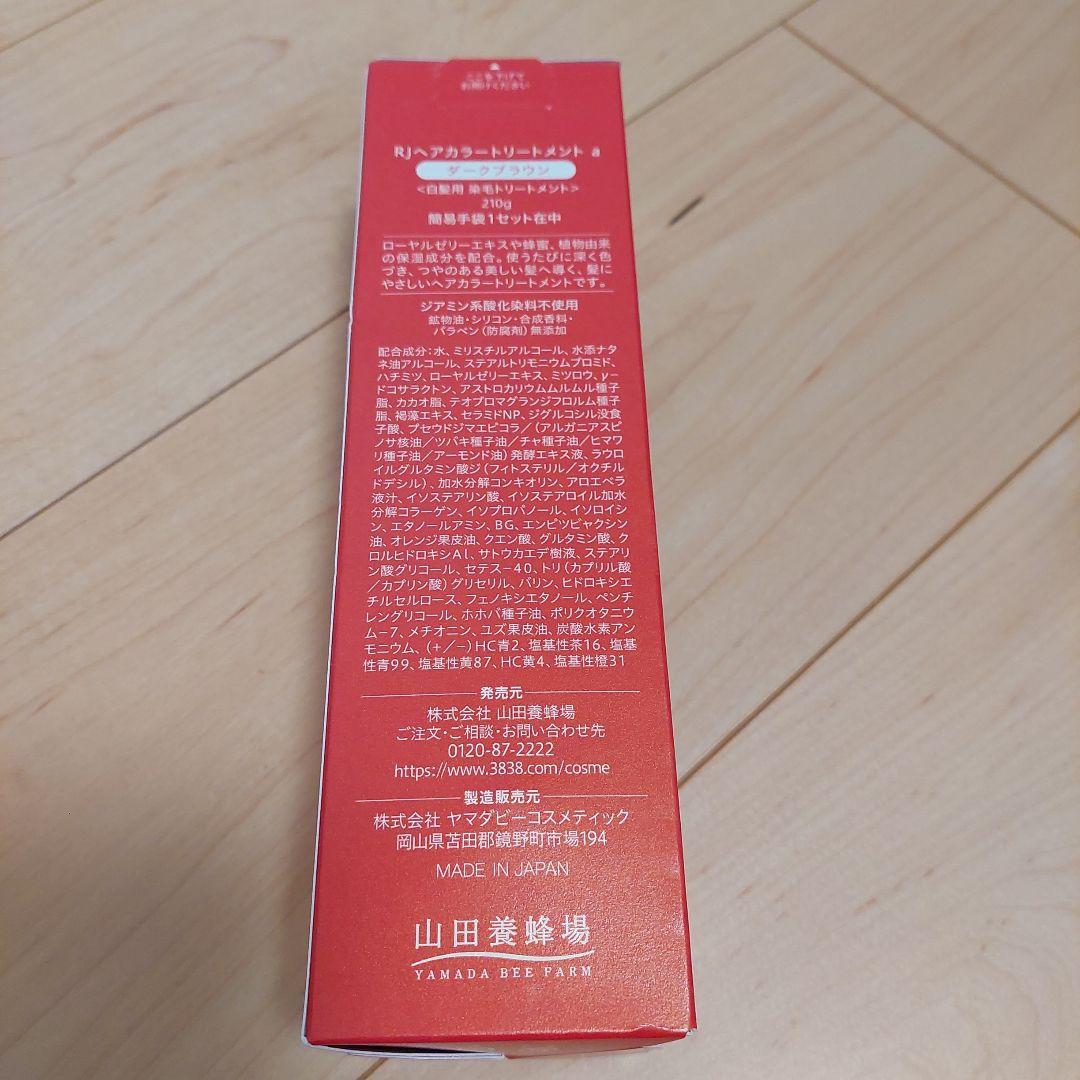 ここを下げて
お開けください
RJヘアカラートリートメント a
ダークブラウン
<白髪用 染毛トリートメント>
210g
簡易手袋1セット在中
ローヤルゼリーエキスや蜂蜜、植物由来
の保湿成分を配合。使うたびに深く色
づき、つやのある美しい髪へ導く、髪に
やさしいヘアカラートリートメントです。
ジアミン系酸化染料不使用
鉱物油・シリコン・合成香料・
パラベン(防腐剤)無添加
配合成分:水、ミリスチルアルコール、水添ナタ
ネ油アルコール、ステアルトリモニウムブロミド、
ハチミツ、ローヤルゼリーエキス、ミツロウ、γ-
ドコサラクトン、アストロカリウムムルムル種子
脂、カカオ脂、テオブロマグランジフロルム種子
脂、褐藻エキス、セラミドNP、ジグルコシル没食
子酸、プセウドジマエピコラ/(アルガニアスピ
ノサ核油/ツバキ種子油/チャ種子油/ヒマワ
リ種子油/アーモンド油)発酵エキス液、ラウロ
イルグルタミン酸ジ(フィトステリル/オクチル
ドデシル)、加水分解コンキオリン、アロエベラ
液汁、イソステアリン酸、イソステアロイル加水
分解コラーゲン、イソプロパノール、イソロイシ
ン、エタノールアミン、BG、エンピツビャクシン
油、オレンジ果皮油、クエン酸、グルタミン酸、ク
ロルヒドロキシAl、サトウカエデ樹液、ステアリ
ン酸グリコール、セテス-40、トリ(カプリル酸
/カプリン酸)グリセリル、バリン、ヒドロキシエ
チルセルロース、フェノキシエタノール、ペンチ
レングリコール、ホホバ種子油、ポリクオタニウ
ム-7、メチオニン、ユズ果皮油、炭酸水素アン
モニウム、(+/-)HC青2、塩基性茶16、塩基
性青99、塩基性黄87、HC黄4、塩基性橙31
発売元
株式会社 山田養蜂場
ご注文・ご相談・お問い合わせ先
0120-87-2222
https://www.3838.com/cosme
製造販売元
株式会社 ヤマダビーコスメティック
岡山県苫田郡鏡野町市場194
MADE IN JAPAN
山田養蜂場
YAMADA BEE FARM